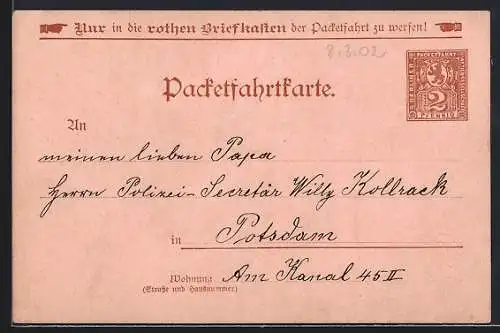 Nur in die rothen Briefkasten der Packetfahrt zu werfen!
8.3.02
Packetfahrtkarte.
2
PFENNIG
An
meinen lieben Papa
Herrn Polizei-Secretär Willy Kollrack
in Potsdam
Wohnung: Am Kanal 45 II
(Straße und Hausnummer)